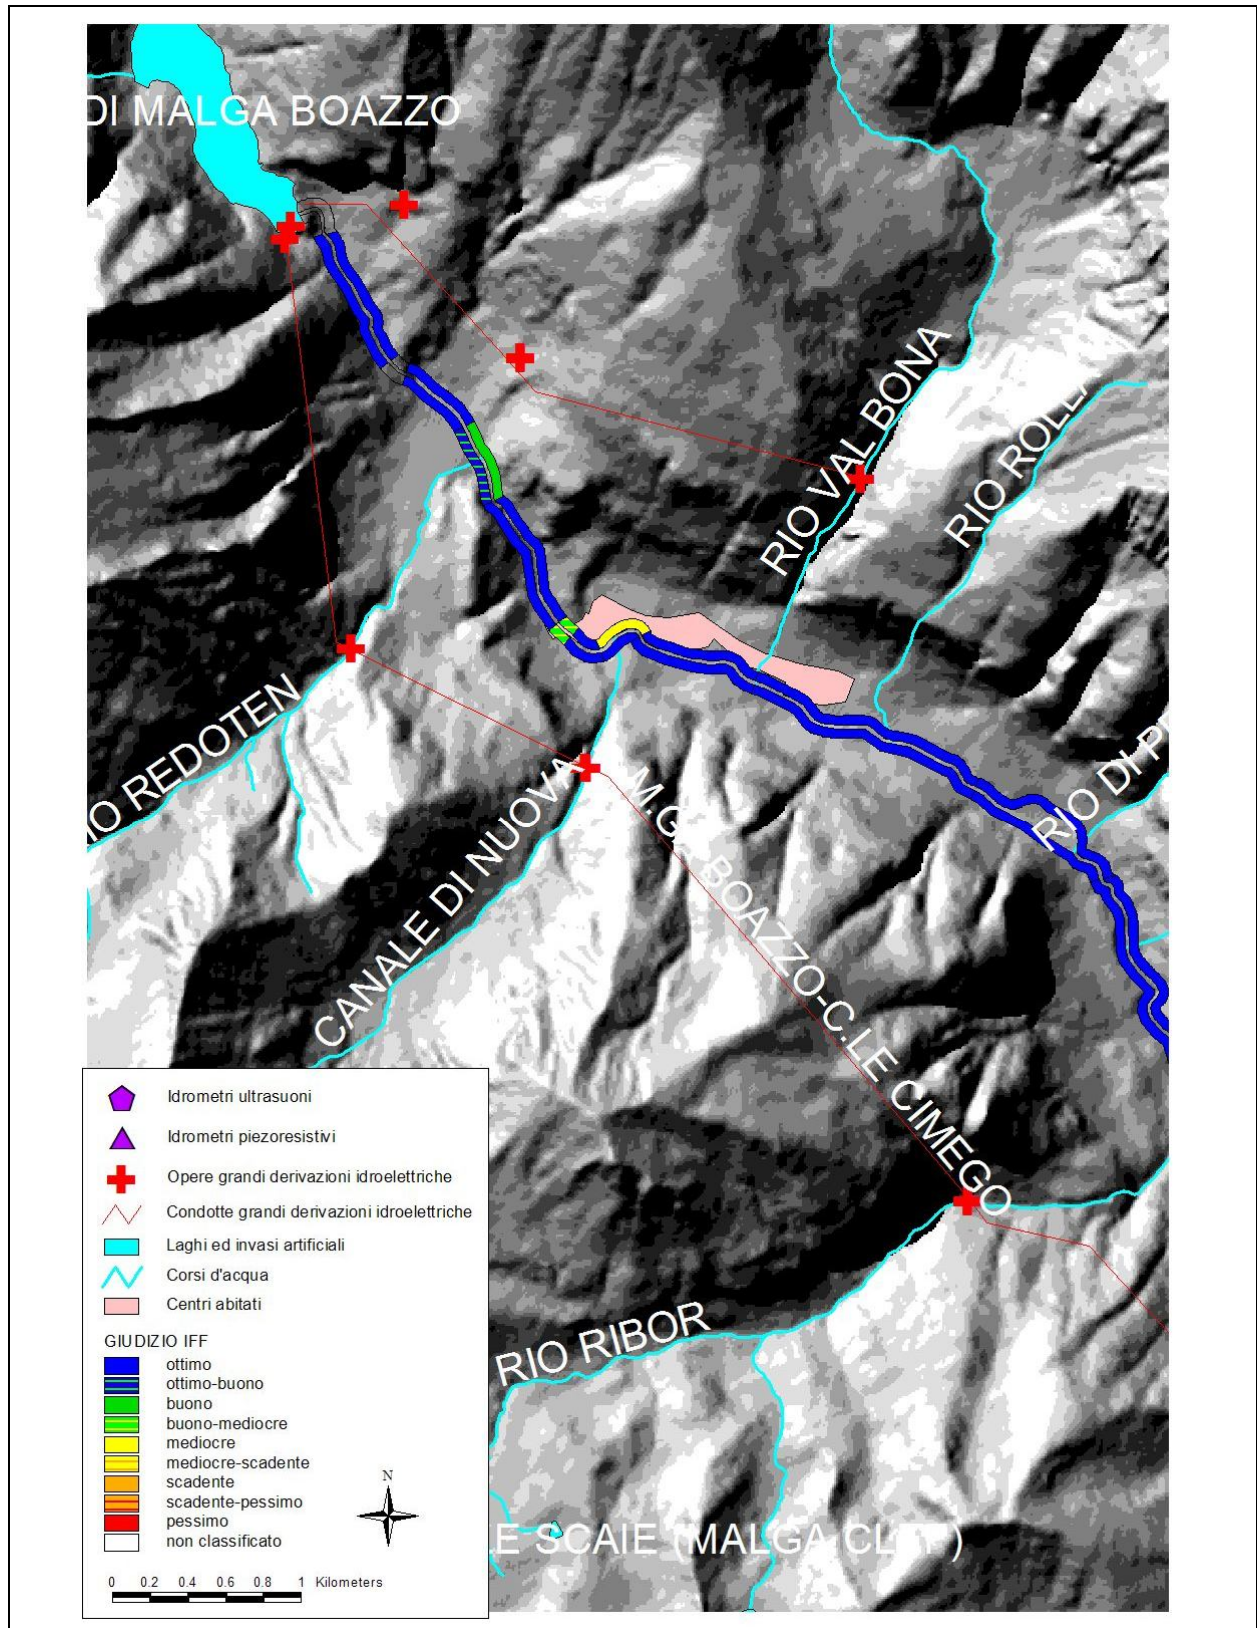 DI MALGA BOAZZO
RIO VAL BONA
RIO ROLLA
IO REDOTEN
CANALE DI NUOVA
M.GA BOAZZO-C.LE CIMEGO
RIO DI P
RIO RIBOR
LE SCAIE (MALGA CL
Idrometri ultrasuoni
Idrometri piezoresistivi
Opere grandi derivazioni idroelettriche
Condotte grandi derivazioni idroelettriche
Laghi ed invasi artificiali
Corsi d'acqua
Centri abitati
GIUDIZIO IFF
ottimo
ottimo-buono
buono
buono-mediocre
mediocre
mediocre-scadente
scadente
scadente-pessimo
pessimo
non classificato
N
0 0.2 0.4 0.6 0.8 1 Kilometers